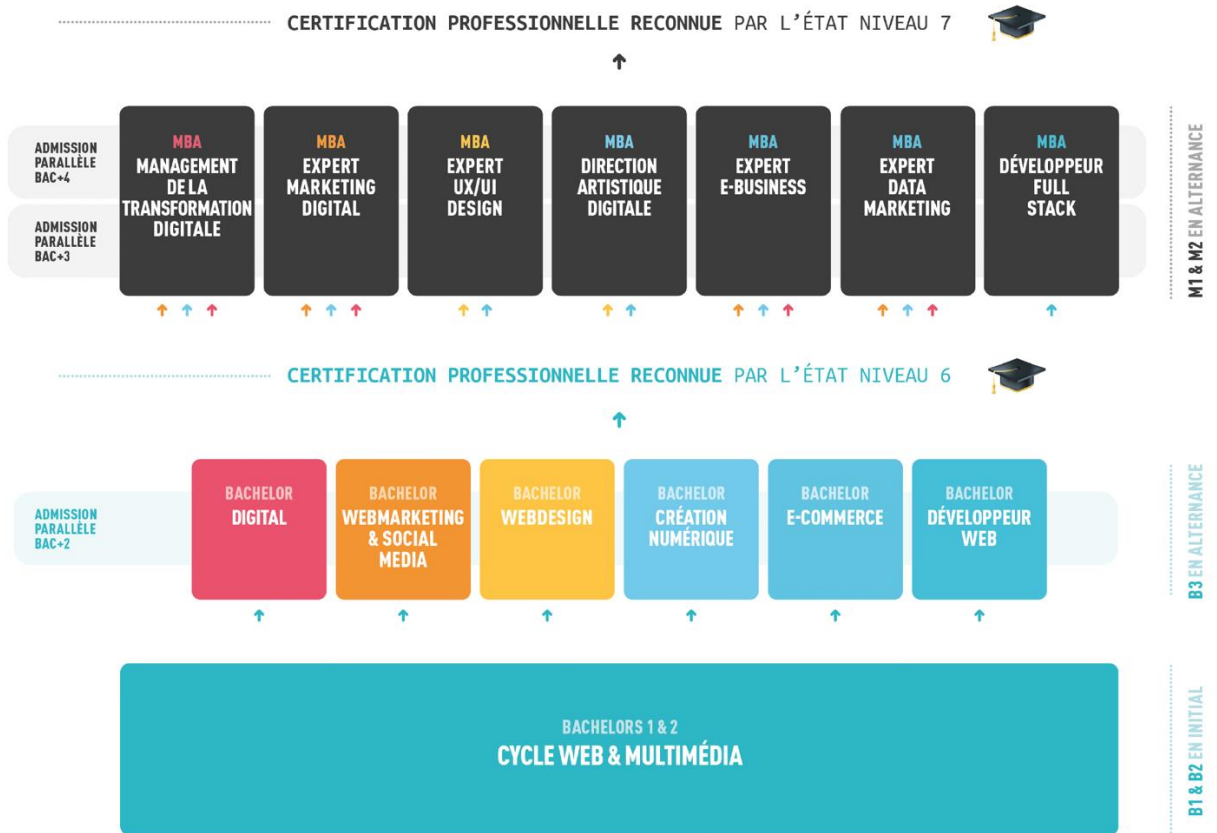 CERTIFICATION PROFESSIONNELLE RECONNUE PAR L'ÉTAT NIVEAU 7
ADMISSION
PARALLÈLE
BAC+4
ADMISSION
PARALLÈLE
BAC+3
MBA
MANAGEMENT
DE LA
TRANSFORMATION
DIGITALE
MBA
EXPERT
MARKETING
DIGITAL
MBA
EXPERT
UX/UI
DESIGN
MBA
DIRECTION
ARTISTIQUE
DIGITALE
MBA
EXPERT
E-BUSINESS
MBA
EXPERT
DATA
MARKETING
MBA
DÉVELOPPEUR
FULL
STACK
M1 & M2 EN ALTERNANCE
CERTIFICATION PROFESSIONNELLE RECONNUE PAR L'ÉTAT NIVEAU 6
ADMISSION
PARALLÈLE
BAC+2
BACHELOR
DIGITAL
BACHELOR
WEBMARKETING
& SOCIAL
MEDIA
BACHELOR
WEBDESIGN
BACHELOR
CRÉATION
NUMÉRIQUE
BACHELOR
E-COMMERCE
BACHELOR
DÉVELOPPEUR
WEB
B3 EN ALTERNANCE
BACHELORS 1 & 2
CYCLE WEB & MULTIMÉDIA
B1 & B2 EN INITIAL